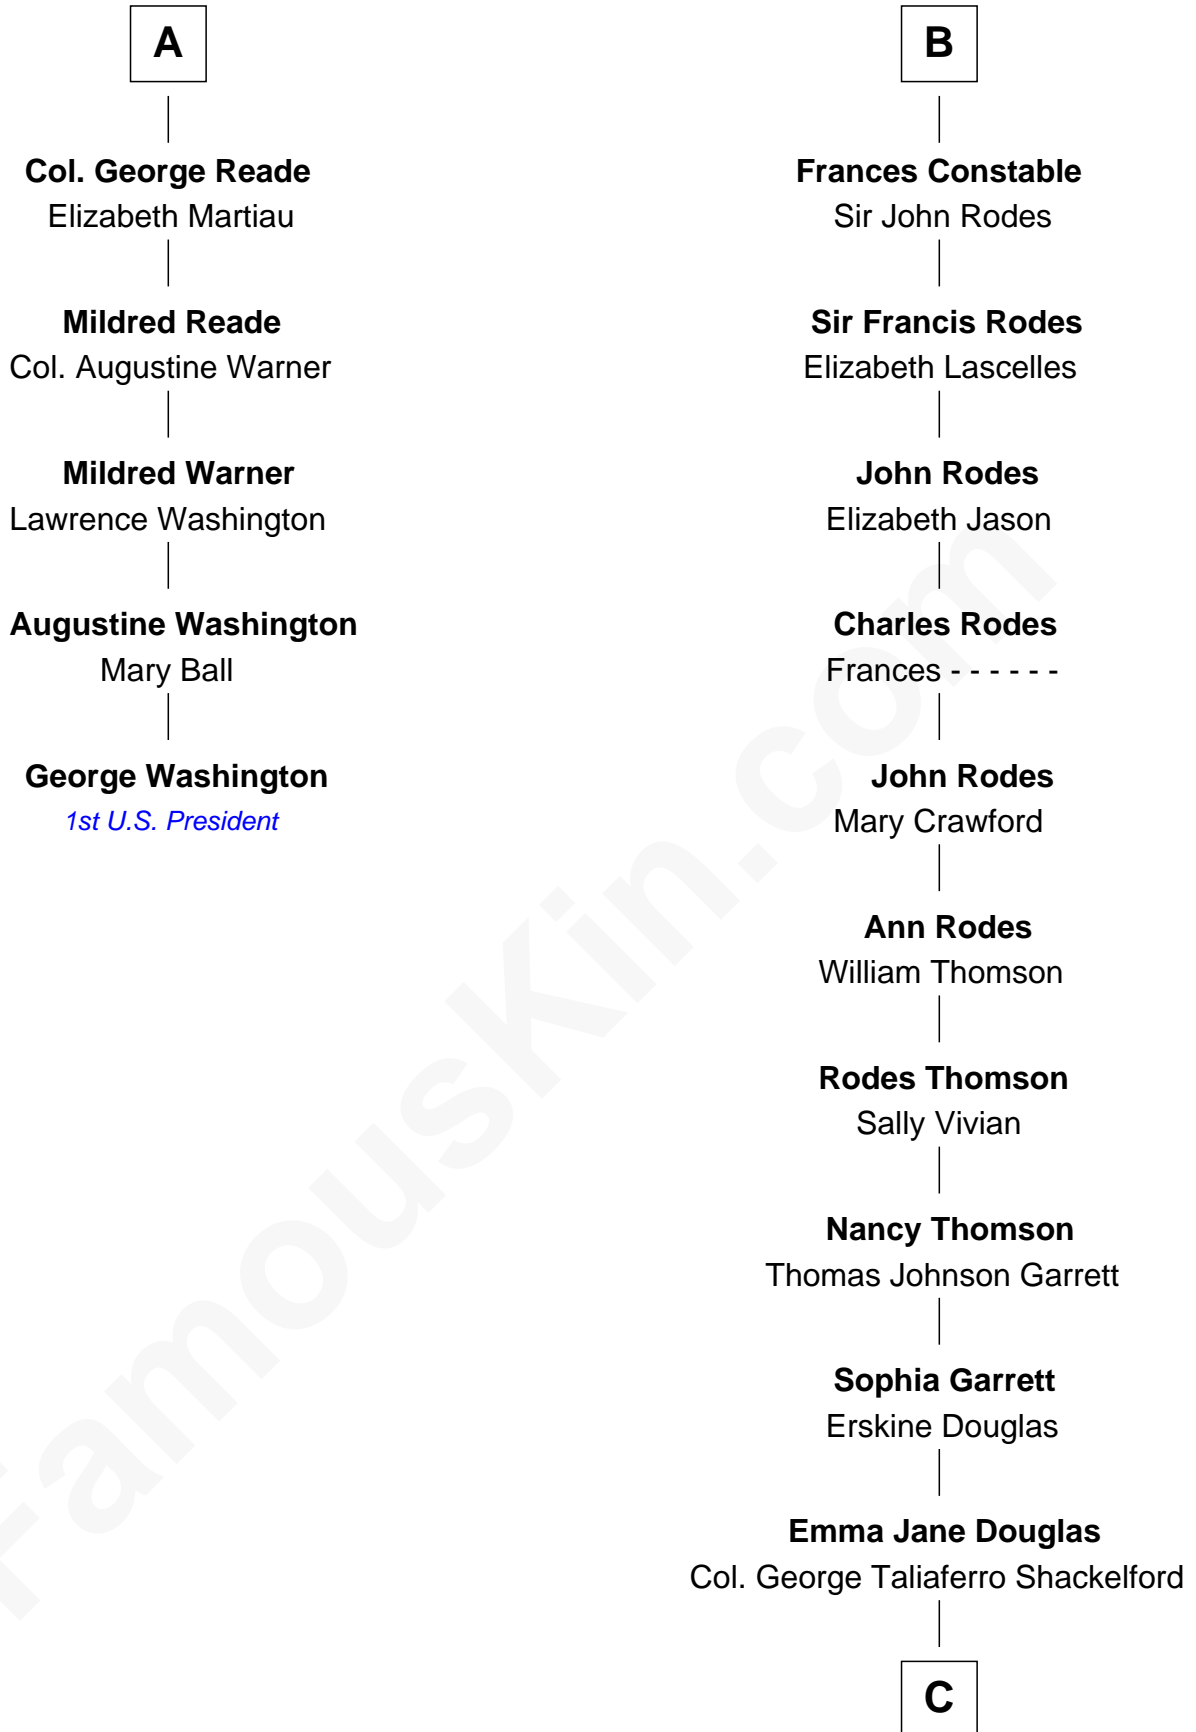 A
Col. George Reade
Elizabeth Martiau
Mildred Reade
Col. Augustine Warner
Mildred Warner
Lawrence Washington
Augustine Washington
Mary Ball
George Washington
1st U.S. President
B
Frances Constable
Sir John Rodes
Sir Francis Rodes
Elizabeth Lascelles
John Rodes
Elizabeth Jason
Charles Rodes
Frances - - - - - -
John Rodes
Mary Crawford
Ann Rodes
William Thomson
Rodes Thomson
Sally Vivian
Nancy Thomson
Thomas Johnson Garrett
Sophia Garrett
Erskine Douglas
Emma Jane Douglas
Col. George Taliaferro Shackelford
C
FamousKin.com